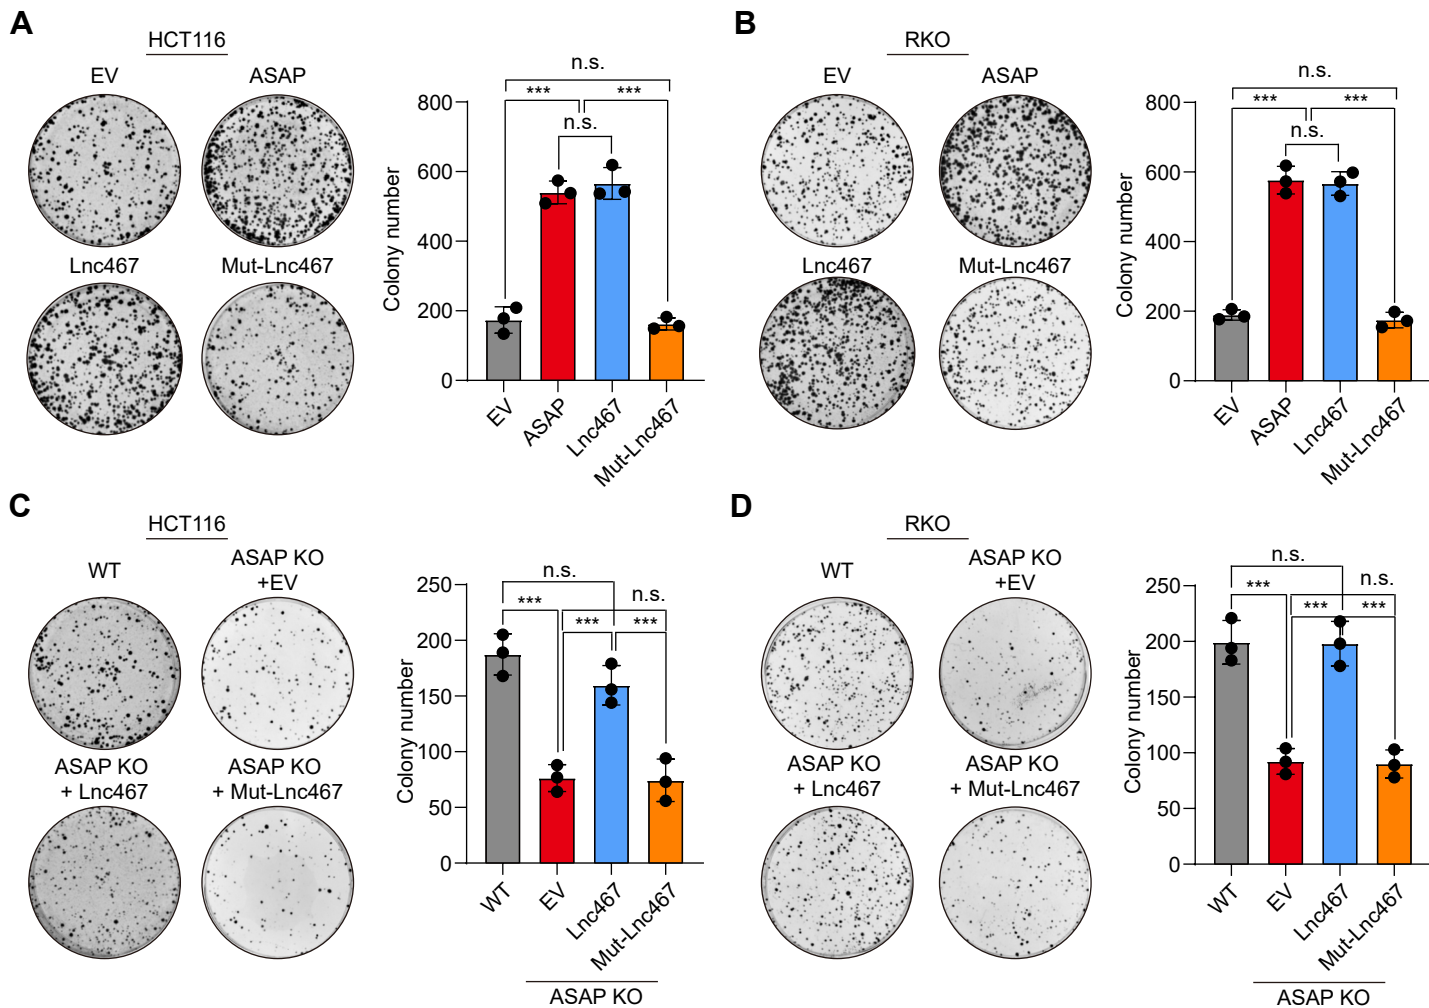 A
HCT116
EV
ASAP
Lnc467
Mut-Lnc467
Colony number
800
600
400
200
0
n.s.
***
***
n.s.
EV
ASAP
Lnc467
Mut-Lnc467
B
RKO
EV
ASAP
Lnc467
Mut-Lnc467
Colony number
800
600
400
200
0
n.s.
***
***
n.s.
EV
ASAP
Lnc467
Mut-Lnc467
C
HCT116
WT
ASAP KO
+EV
ASAP KO
+ Lnc467
ASAP KO
+ Mut-Lnc467
Colony number
250
200
150
100
50
0
n.s.
***
n.s.
***
***
WT
EV
Lnc467
Mut-Lnc467
ASAP KO
D
RKO
WT
ASAP KO
+EV
ASAP KO
+ Lnc467
ASAP KO
+ Mut-Lnc467
Colony number
250
200
150
100
50
0
n.s.
***
n.s.
***
***
WT
EV
Lnc467
Mut-Lnc467
ASAP KO